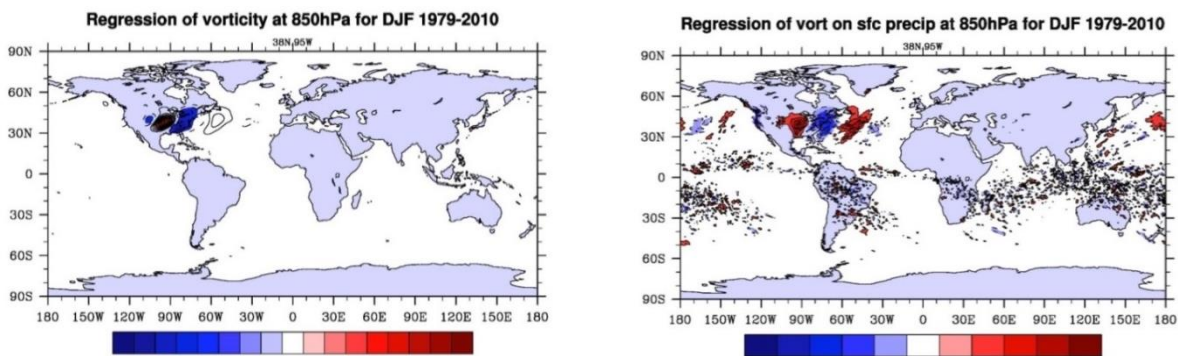 Regression of vorticity at 850hPa for DJF 1979-2010
38N,95W
90N
60N
30N
0
30S
60S
90S
180 150W 120W 90W 60W 30W 0 30E 60E 90E 120E 150E 180
Regression of vort on sfc precip at 850hPa for DJF 1979-2010
38N,95W
90N
60N
30N
0
30S
60S
90S
180 150W 120W 90W 60W 30W 0E 30E 60E 90E 120E 150E 180